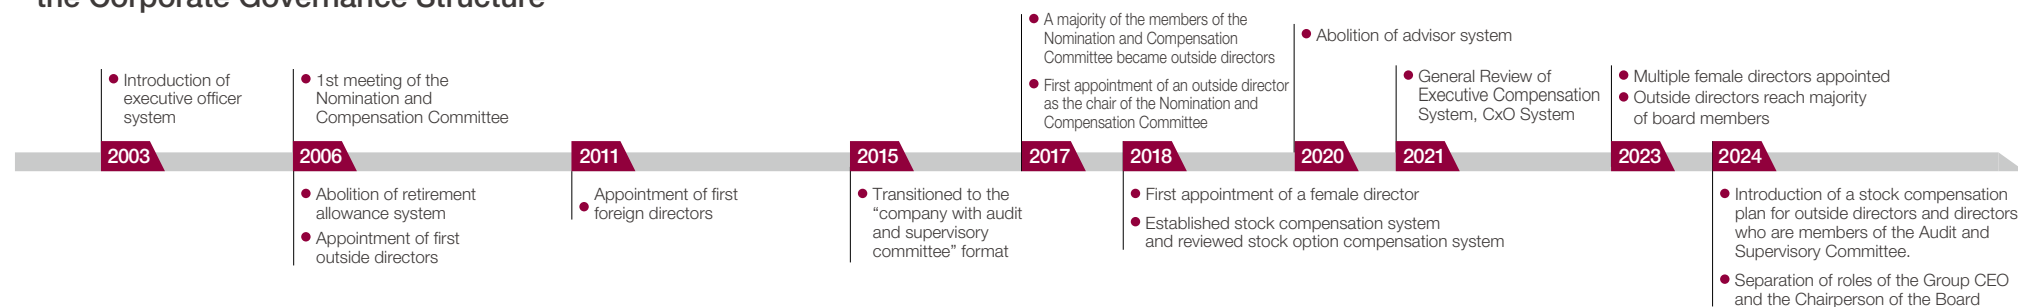 the Corporate Governance Structure
● Introduction of
executive officer
system
2003
● 1st meeting of the
Nomination and
Compensation Committee
2006
● Abolition of retirement
allowance system
● Appointment of first
outside directors
2011
● Appointment of first
foreign directors
2015
● Transitioned to the
“company with audit
and supervisory
committee” format
● A majority of the members of the
Nomination and Compensation
Committee became outside directors
● First appointment of an outside director
as the chair of the Nomination and
Compensation Committee
2017
2018
● First appointment of a female director
● Established stock compensation system
and reviewed stock option compensation system
● Abolition of advisor system
2020
● General Review of
Executive Compensation
System, CxO System
2021
● Multiple female directors appointed
● Outside directors reach majority
of board members
2023
2024
● Introduction of a stock compensation
plan for outside directors and directors
who are members of the Audit and
Supervisory Committee.
● Separation of roles of the Group CEO
and the Chairperson of the Board